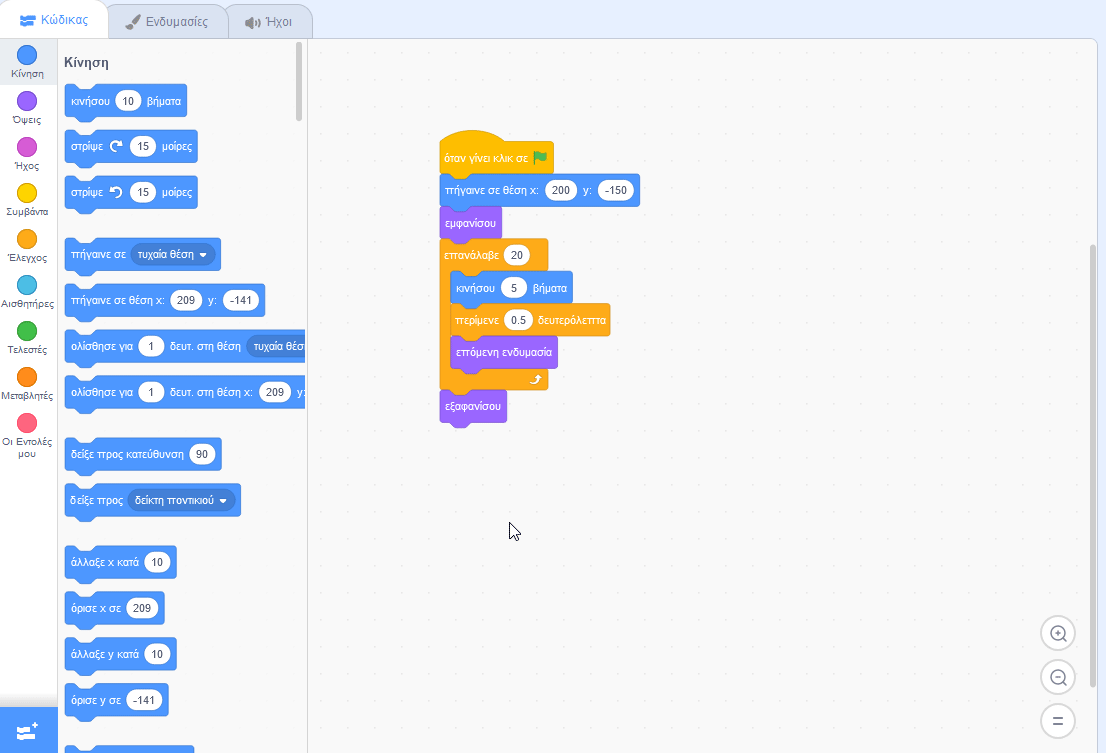 Κώδικας
Ενδυμασίες
Ήχοι
Κίνηση
Όψεις
Ήχος
Συμβάντα
Έλεγχος
Αισθητήρες
Τελεστές
Μεταβλητές
Οι Εντολές
μου
Κίνηση
κινήσου 10 βήματα
στρίψε 15 μοίρες
στρίψε 15 μοίρες
πήγαινε σε τυχαία θέση
πήγαινε σε θέση x: 209 y: -141
ολίσθησε για 1 δευτ. στη θέση τυχαία θέσ
ολίσθησε για 1 δευτ. στη θέση x: 209 y:
δείξε προς κατεύθυνση 90
δείξε προς δείκτη ποντικιού
άλλαξε x κατά 10
όρισε x σε 209
άλλαξε y κατά 10
όρισε y σε -141
όταν γίνει κλικ σε
πήγαινε σε θέση x: 200 y: -150
εμφανίσου
επανάλαβε 20
κινήσου 5 βήματα
περίμενε 0.5 δευτερόλεπτα
επόμενη ενδυμασία
εξαφανίσου